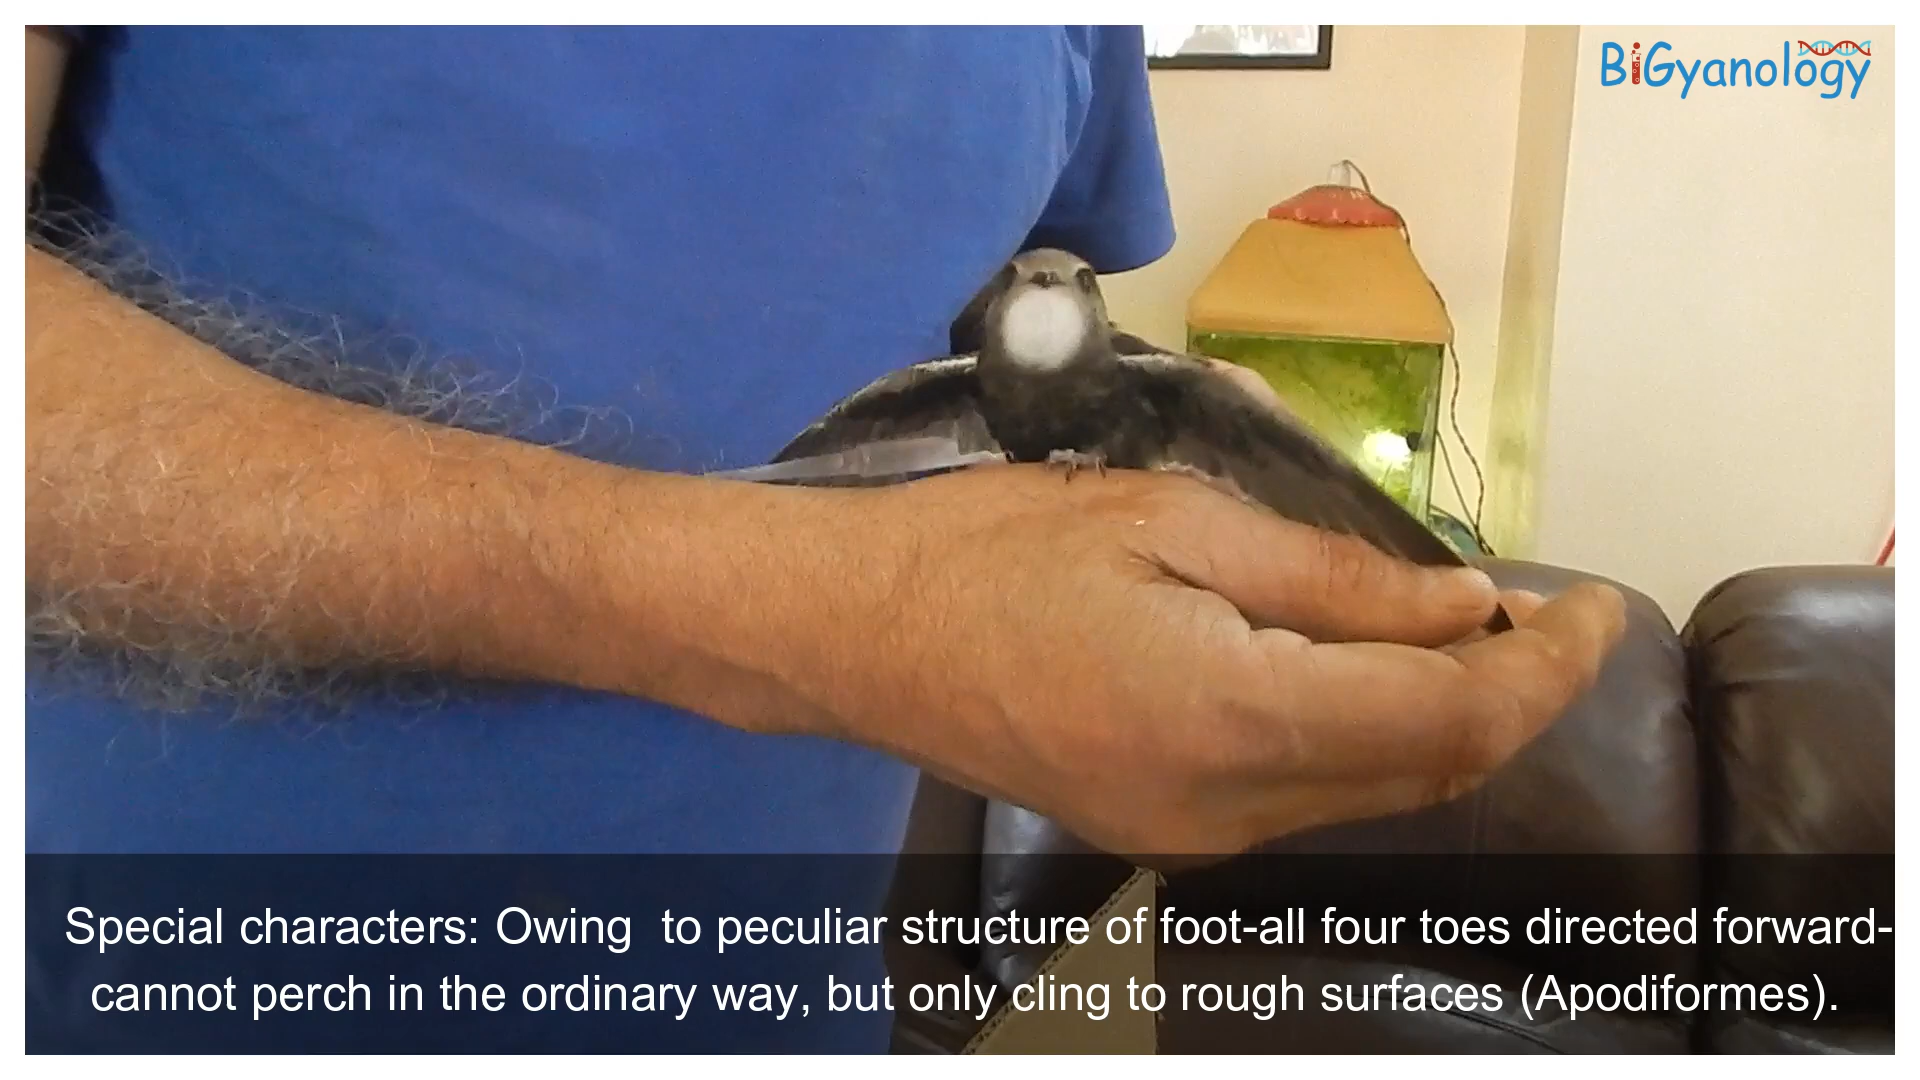 BiGyanology
Special characters: Owing  to peculiar structure of foot-all four toes directed forward-
cannot perch in the ordinary way, but only cling to rough surfaces (Apodiformes).